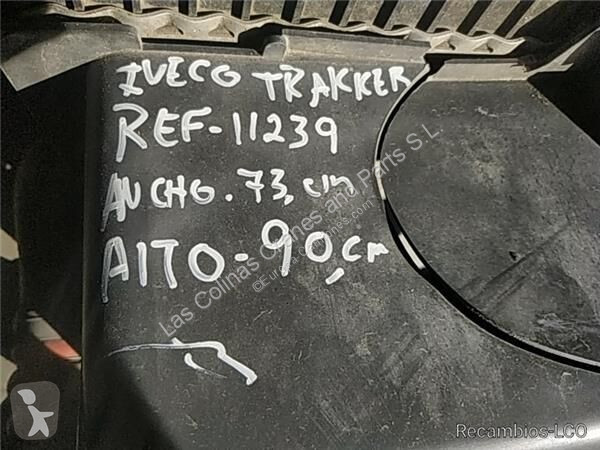 IVECO TRAKKER
REF-11239
ANCHO. 73, cm
AlTO-90 cm
Las Colinas Camiones and Parts S.L.
Recambios-LCO